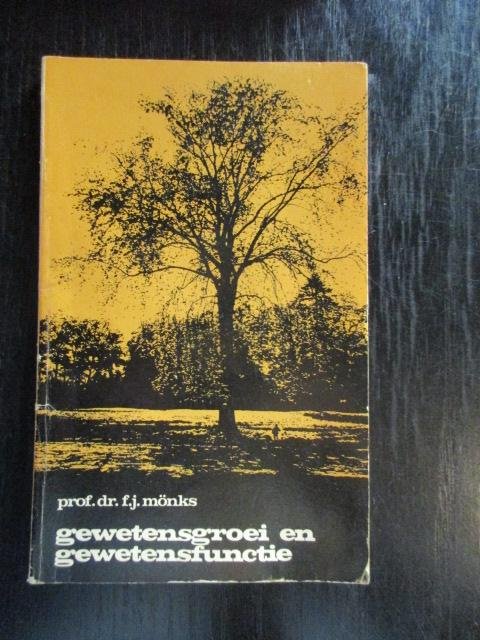 prof. dr. f.j. mönks
gewetensgroei en
gewetensfunctie